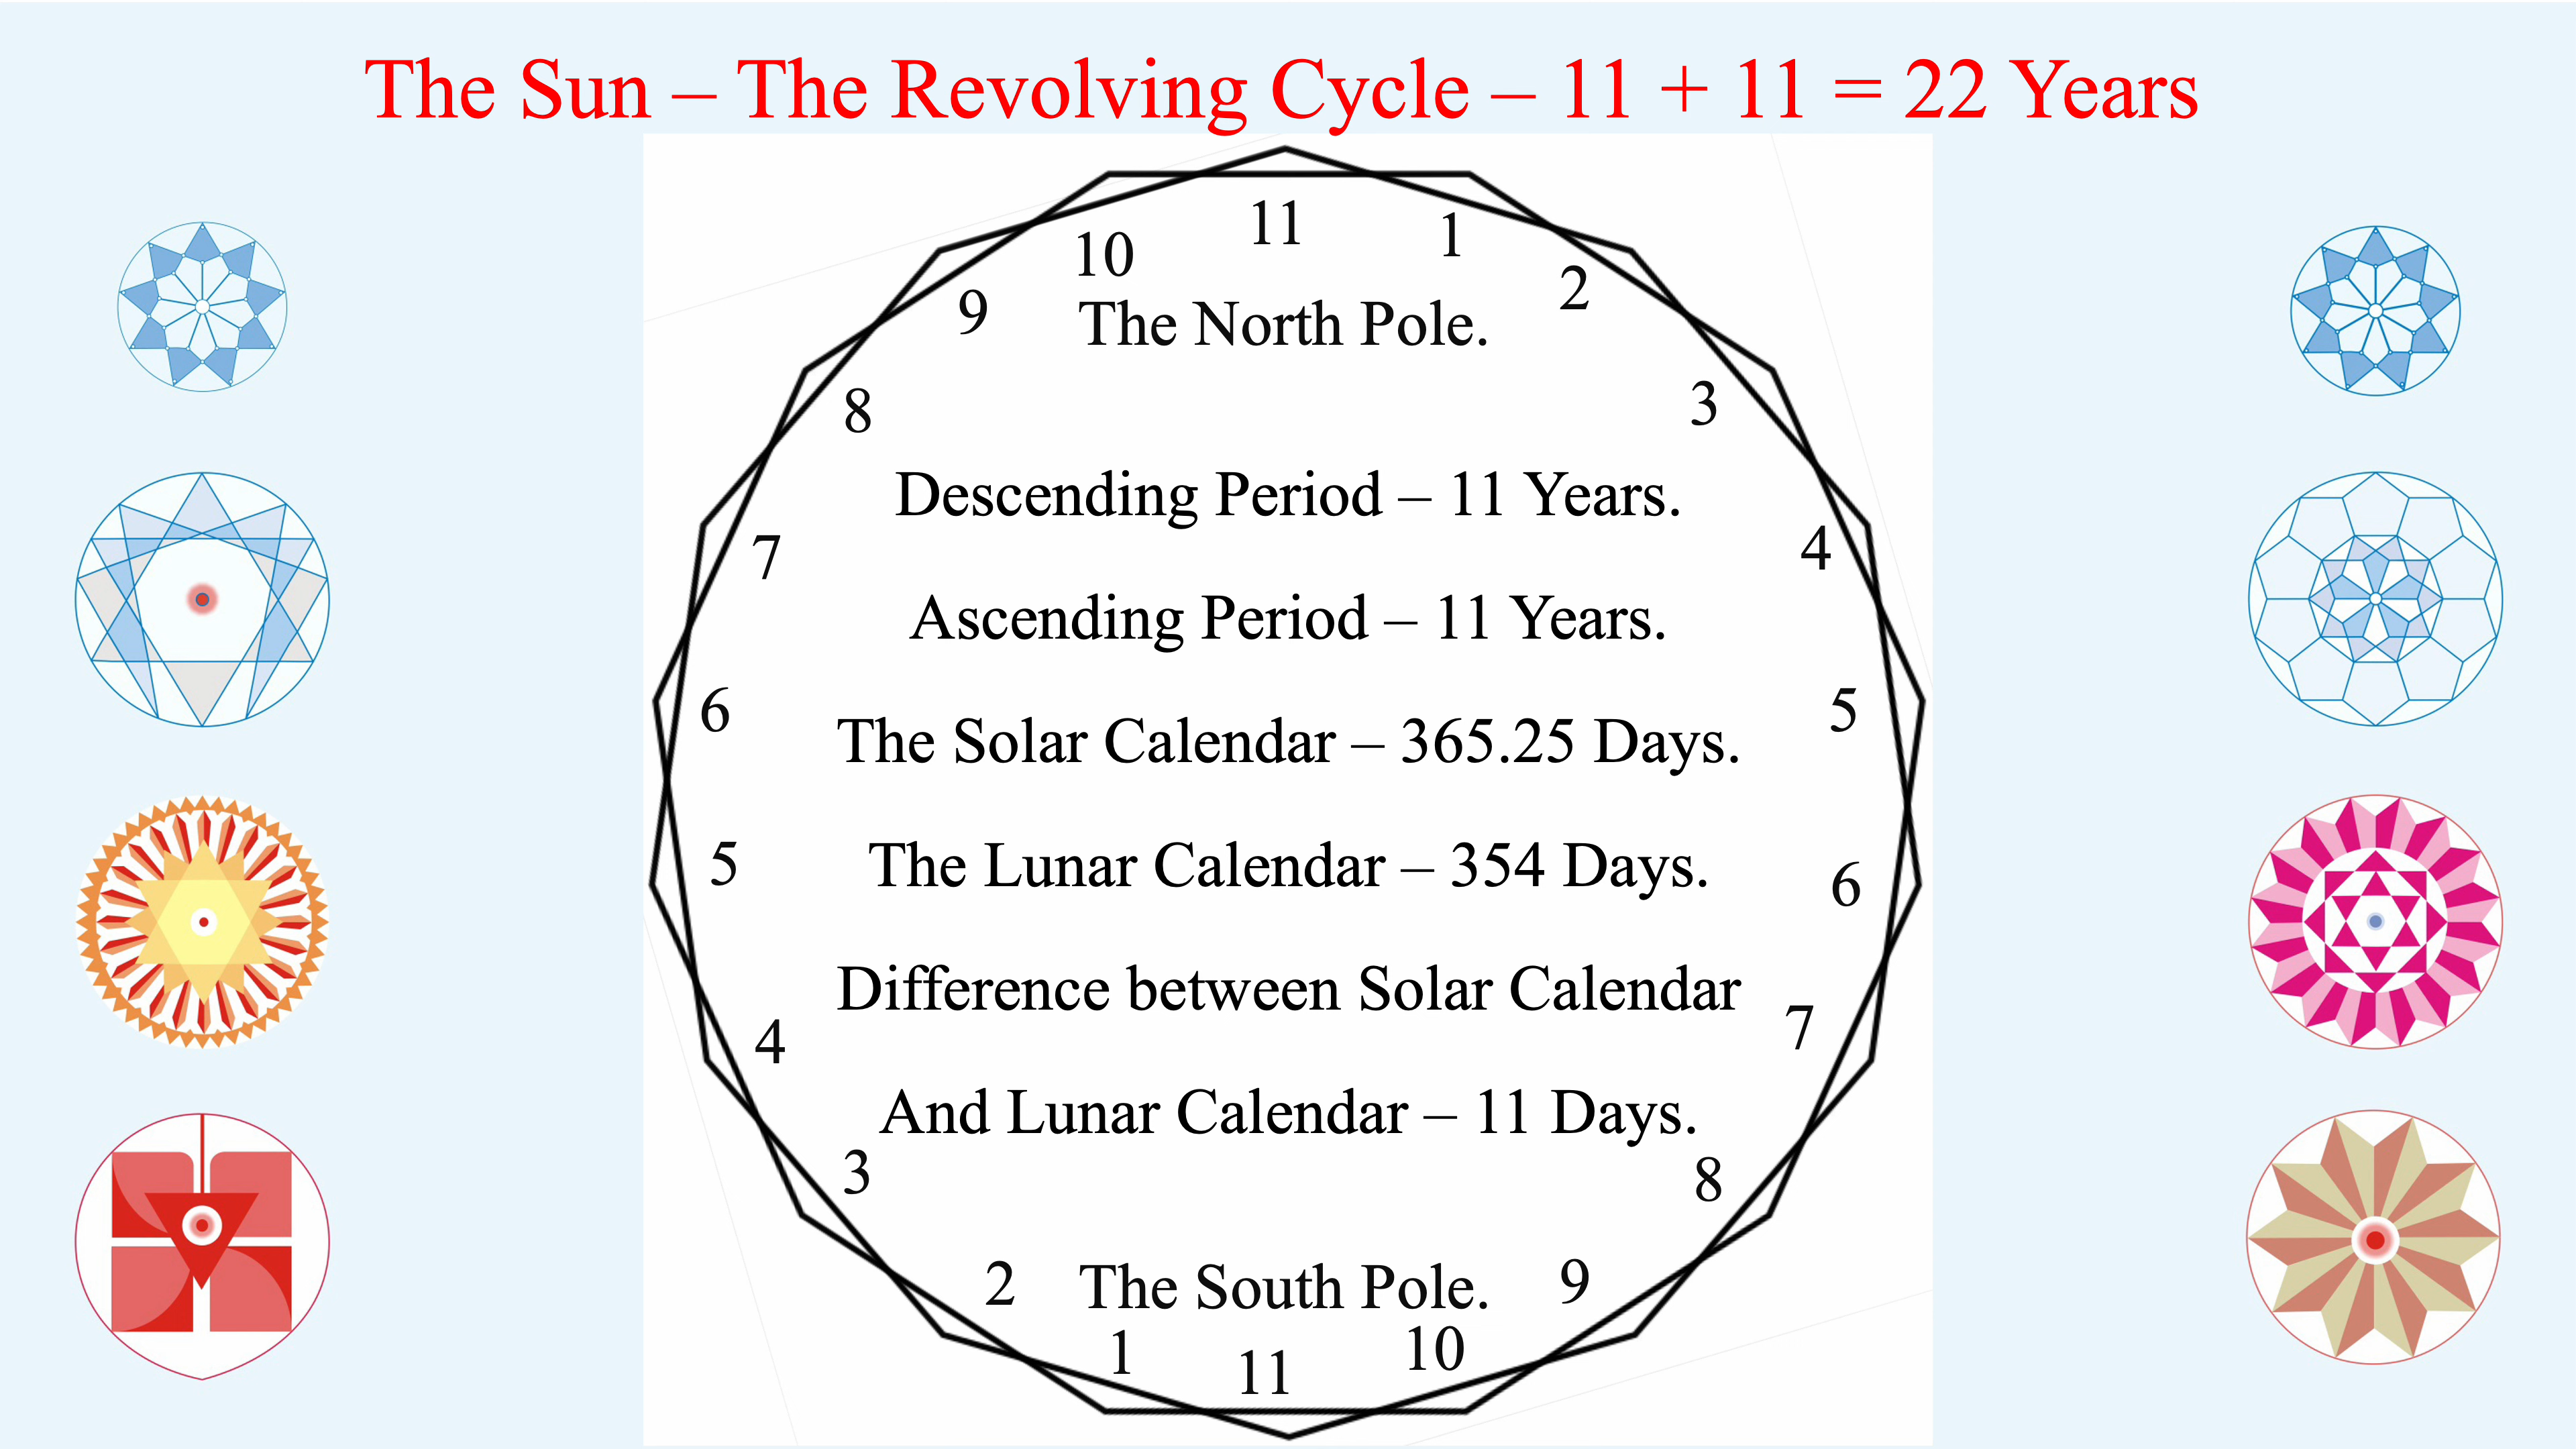 The Sun – The Revolving Cycle – 11 + 11 = 22 Years
11
10
1
9
2
The North Pole.
8
3
Descending Period – 11 Years.
7
4
Ascending Period – 11 Years.
6
5
The Solar Calendar – 365.25 Days.
5
The Lunar Calendar – 354 Days.
6
Difference between Solar Calendar
4
7
And Lunar Calendar – 11 Days.
3
8
2
The South Pole.
9
1
11
10